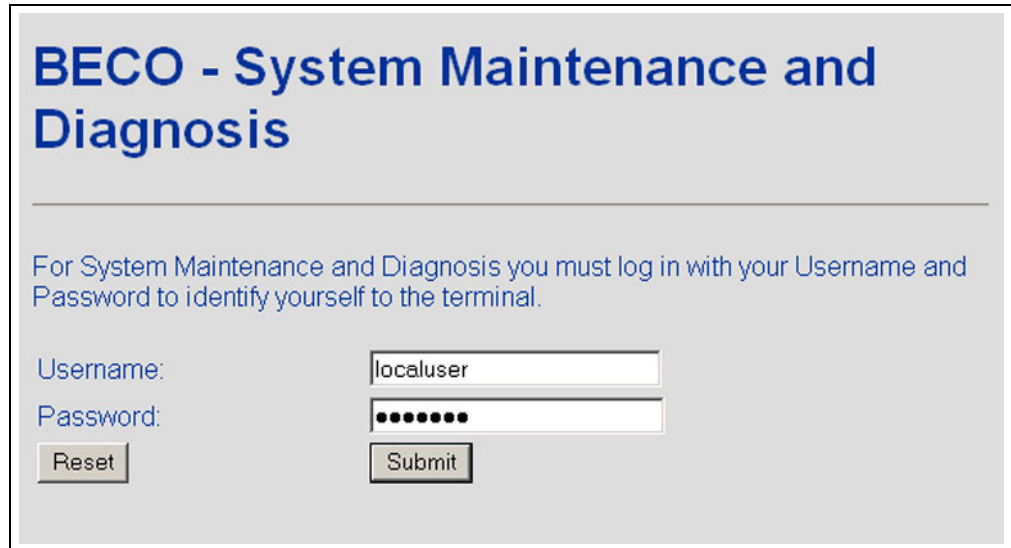 BECO - System Maintenance and
Diagnosis
For System Maintenance and Diagnosis you must log in with your Username and
Password to identify yourself to the terminal.
Username: localuser
Password: •••••••
Reset Submit